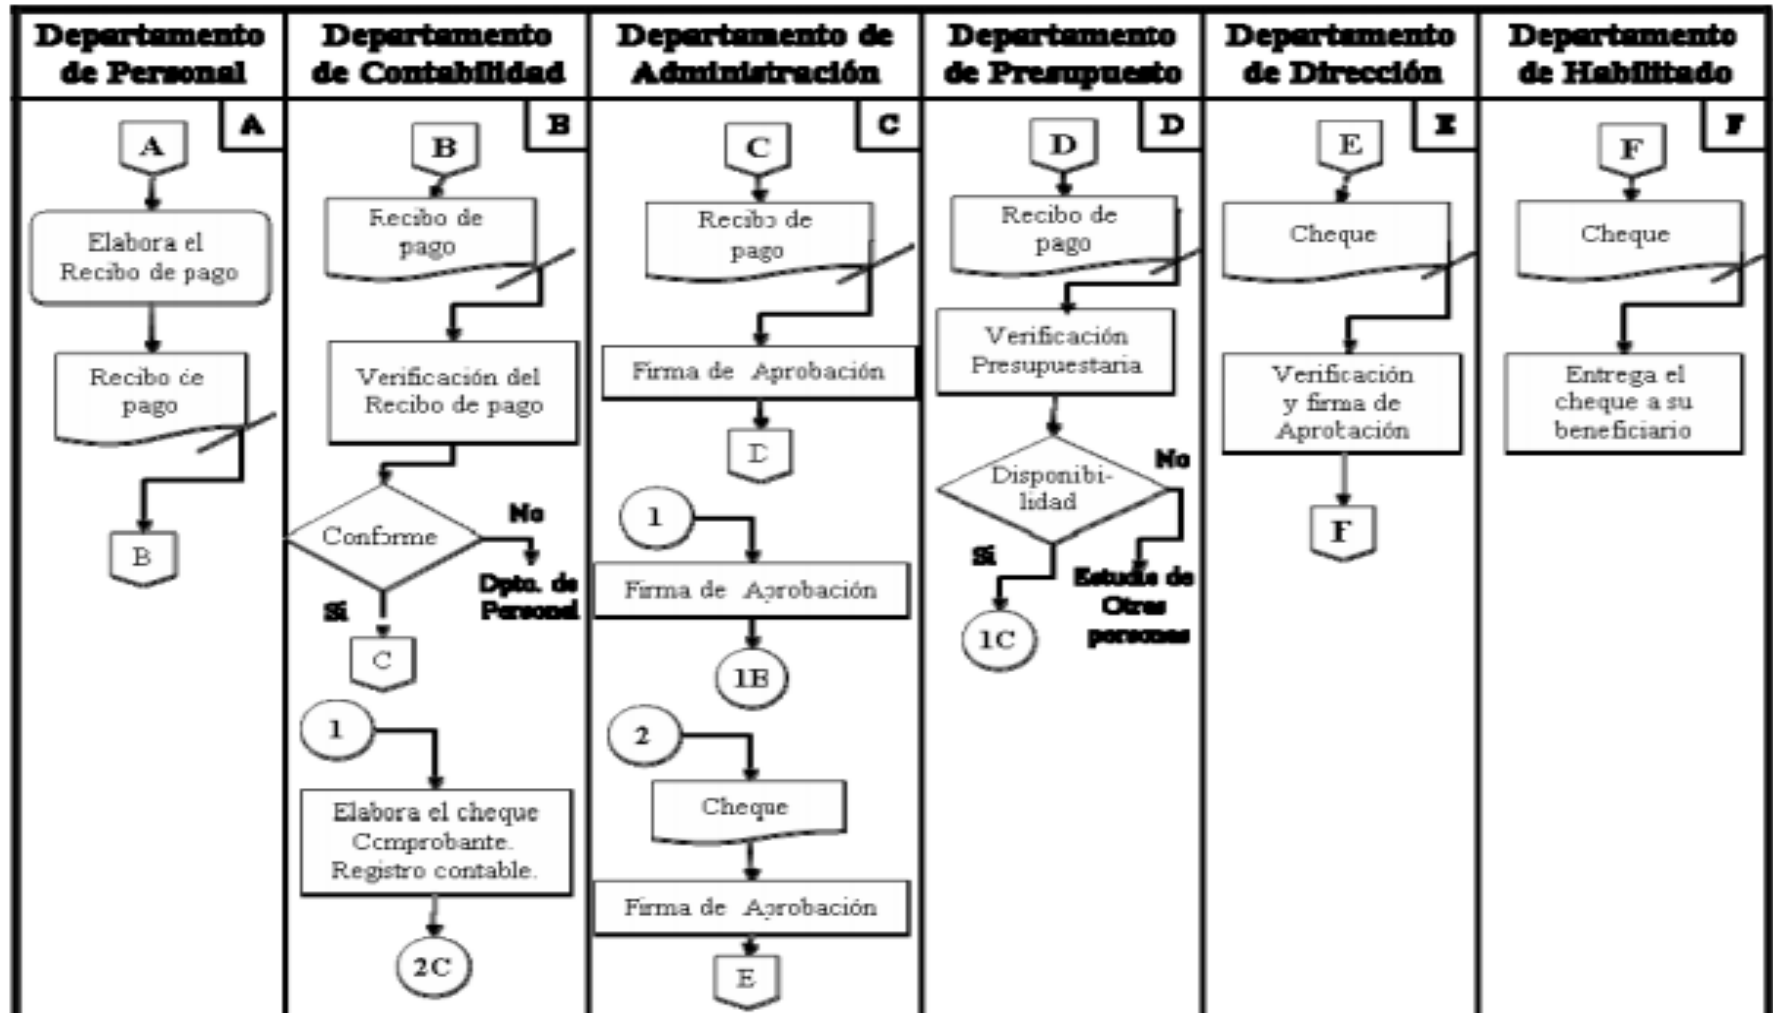 Departamento
de Personal
Departamento
de Contabilidad
Departamento de
Administración
Departamento
de Presupuesto
Departamento
de Dirección
Departamento
de Habilitado
A
A
Elabora el
Recibo de pago
Recibo de
pago
B
B
B
Recibo de
pago
Verificación del
Recibo de pago
Conforme
No
Dpto. de
Personal
Sí
C
1
Elabora el cheque
Comprobante.
Registro contable.
2C
C
C
Recibo de
pago
Firma de Aprobación
D
1
Firma de Aprobación
1B
2
Cheque
Firma de Aprobación
E
D
D
Recibo de
pago
Verificación
Presupuestaria
Disponibi-
lidad
No
Sí
Estudio de
Otras
personas
1C
E
E
Cheque
Verificación
y firma de
Aprobación
F
F
F
Cheque
Entrega el
cheque a su
beneficiario